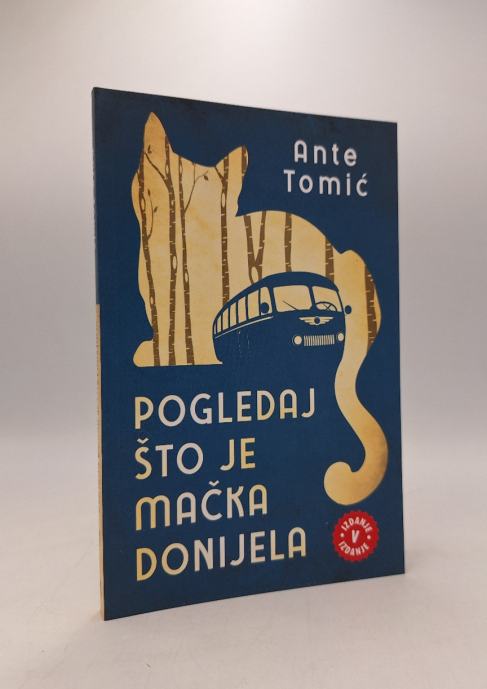 Ante
Tomić
POGLEDAJ
ŠTO JE
MAČKA
DONIJELA
IZDANJE
V
IZDANJE